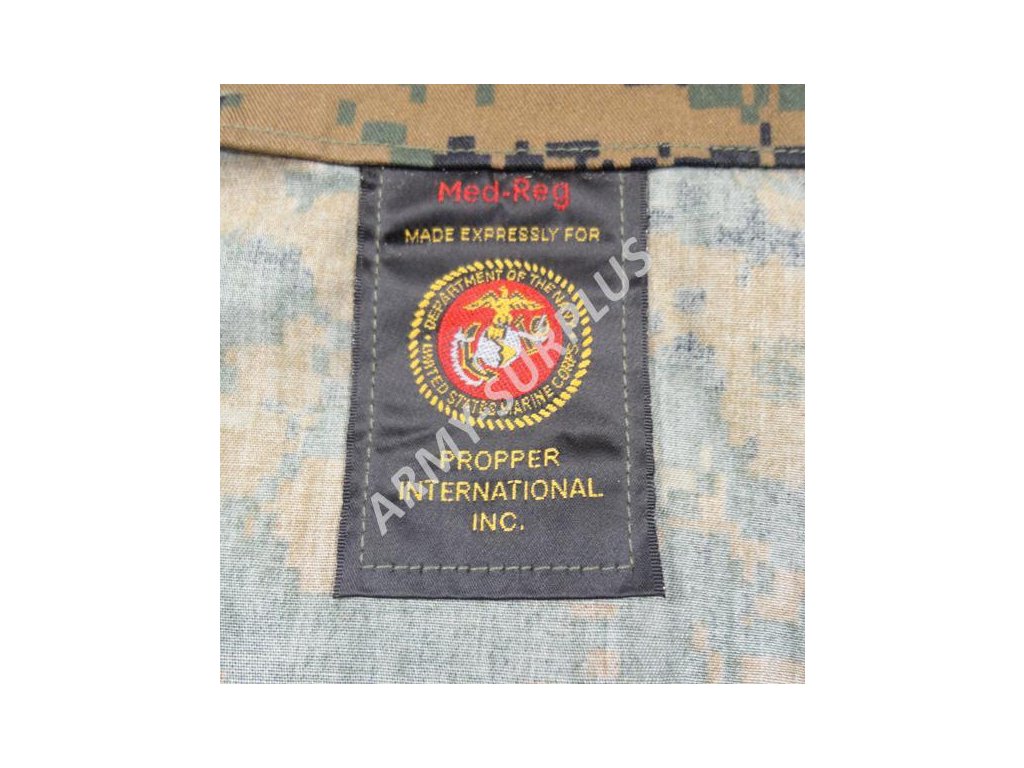 Med-Reg
MADE EXPRESSLY FOR
DEPARTMENT OF THE NAVY
UNITED STATES MARINE CORPS
PROPPER
INTERNATIONAL
INC.
ARMY-SURPLUS